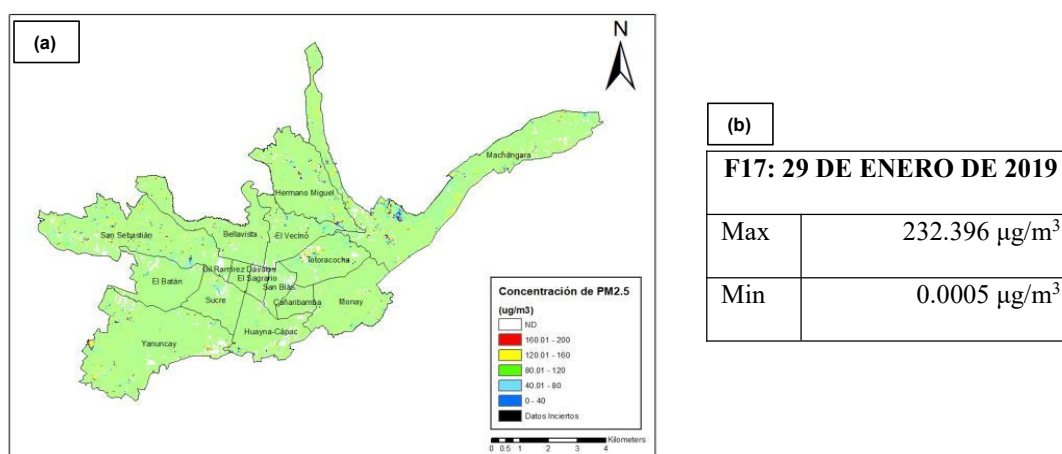 (a)
N
Machángara
Hermano Miguel
San Sebastián
Bellavista
El Vecino
Totoracocha
Gil Ramírez Dávalos
El Sagrario
El Batán
San Blas
Sucre
Cañaribamba
Monay
Huayna-Cápac
Yanuncay
Concentración de PM2.5
(ug/m3)
ND
160.01 - 200
120.01 - 160
80.01 - 120
40.01 - 80
0 - 40
Datos Inciertos
Kilometers
0 0.5 1 2 3 4
(b)
F17: 29 DE ENERO DE 2019
Max 232.396 µg/m³
Min 0.0005 µg/m³